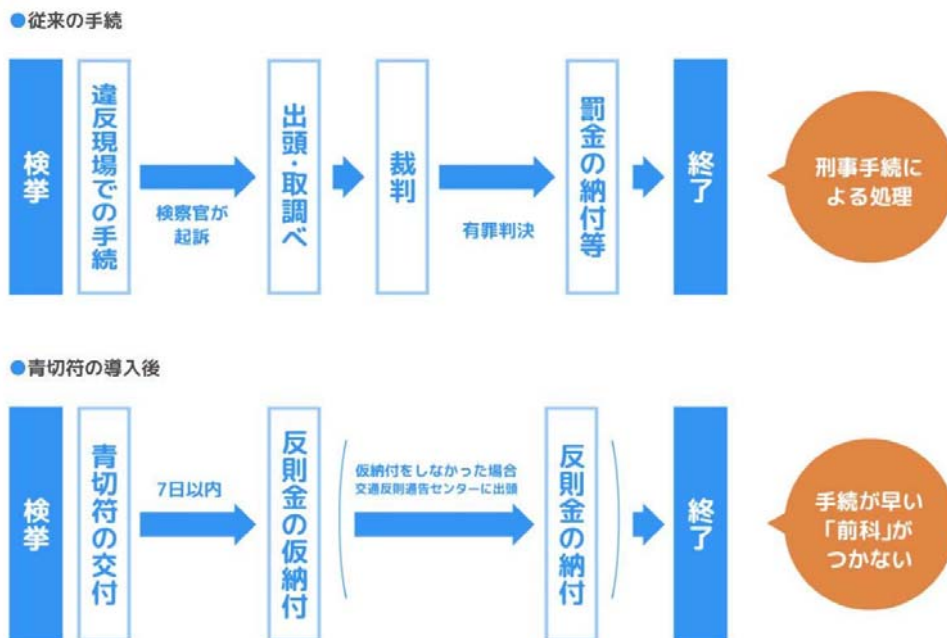 ●従来の手続
検挙
違反現場での手続
検察官が
起訴
出頭・取調べ
裁判
有罪判決
罰金の納付等
終了
刑事手続に
よる処理
●青切符の導入後
検挙
青切符の交付
7日以内
反則金の仮納付
仮納付をしなかった場合
交通反則通告センターに出頭
反則金の納付
終了
手続が早い
「前科」が
つかない